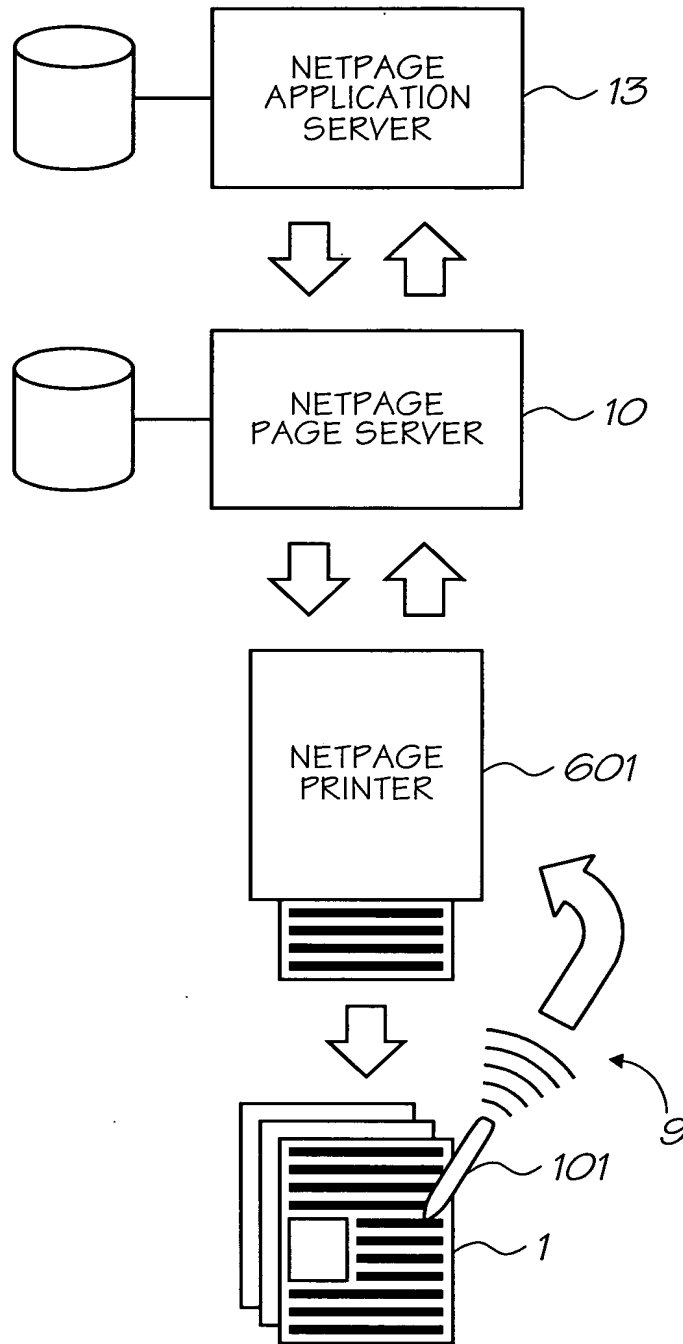 NETPAGE
APPLICATION
SERVER
13
NETPAGE
PAGE SERVER
10
NETPAGE
PRINTER
601
9
101
1